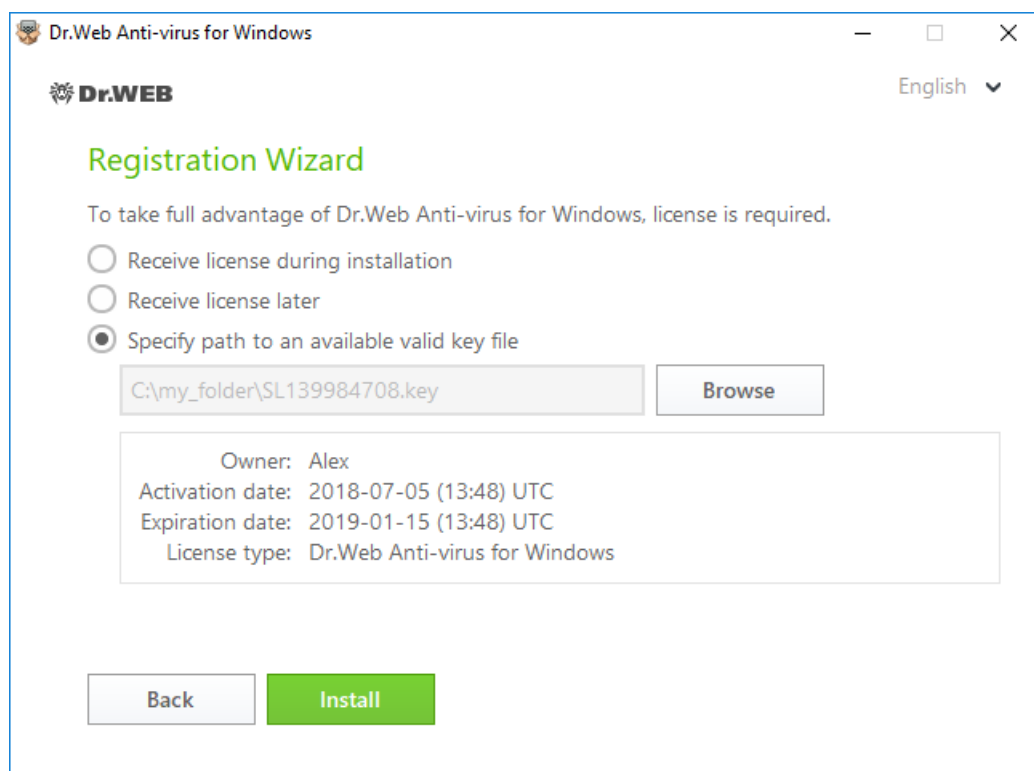 Dr.Web Anti-virus for Windows
Dr.WEB
English
Registration Wizard
To take full advantage of Dr.Web Anti-virus for Windows, license is required.
Receive license during installation
Receive license later
Specify path to an available valid key file
C:\my_folder\SL139984708.key
Browse
Owner: Alex
Activation date: 2018-07-05 (13:48) UTC
Expiration date: 2019-01-15 (13:48) UTC
License type: Dr.Web Anti-virus for Windows
Back
Install